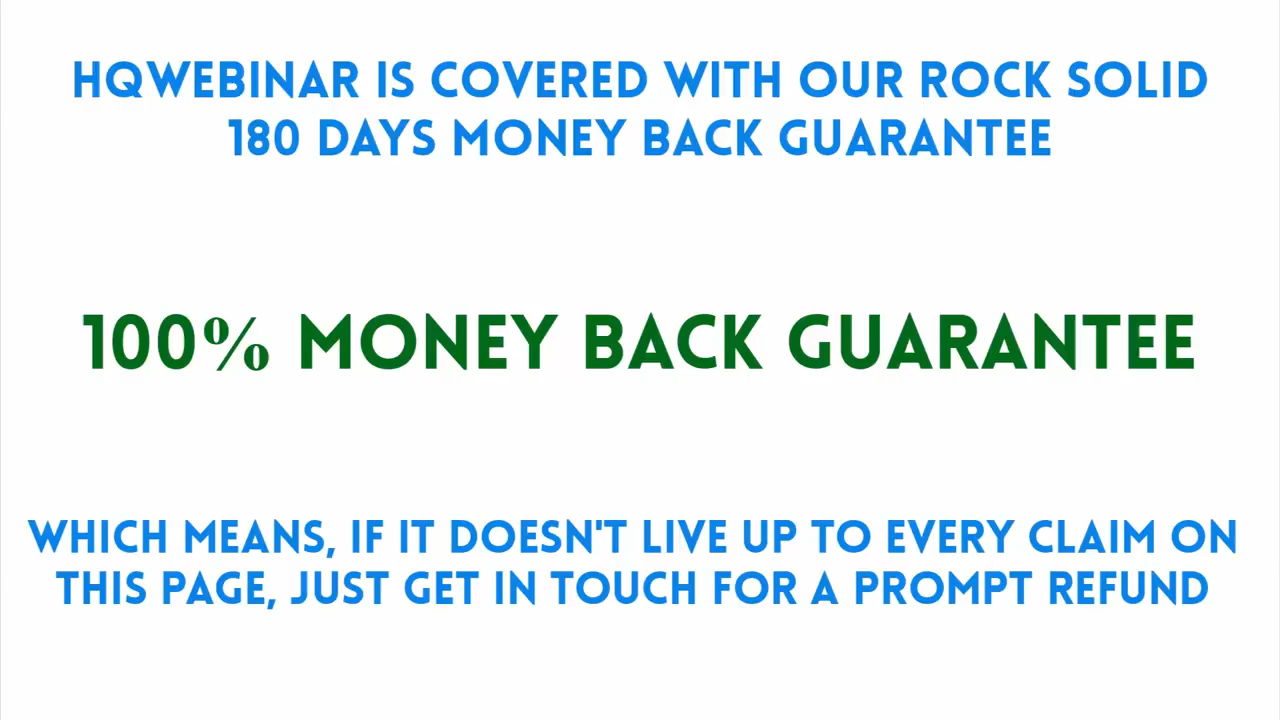 HQWEBINAR IS COVERED WITH OUR ROCK SOLID
180 DAYS MONEY BACK GUARANTEE
100% MONEY BACK GUARANTEE
WHICH MEANS, IF IT DOESN'T LIVE UP TO EVERY CLAIM ON
THIS PAGE, JUST GET IN TOUCH FOR A PROMPT REFUND